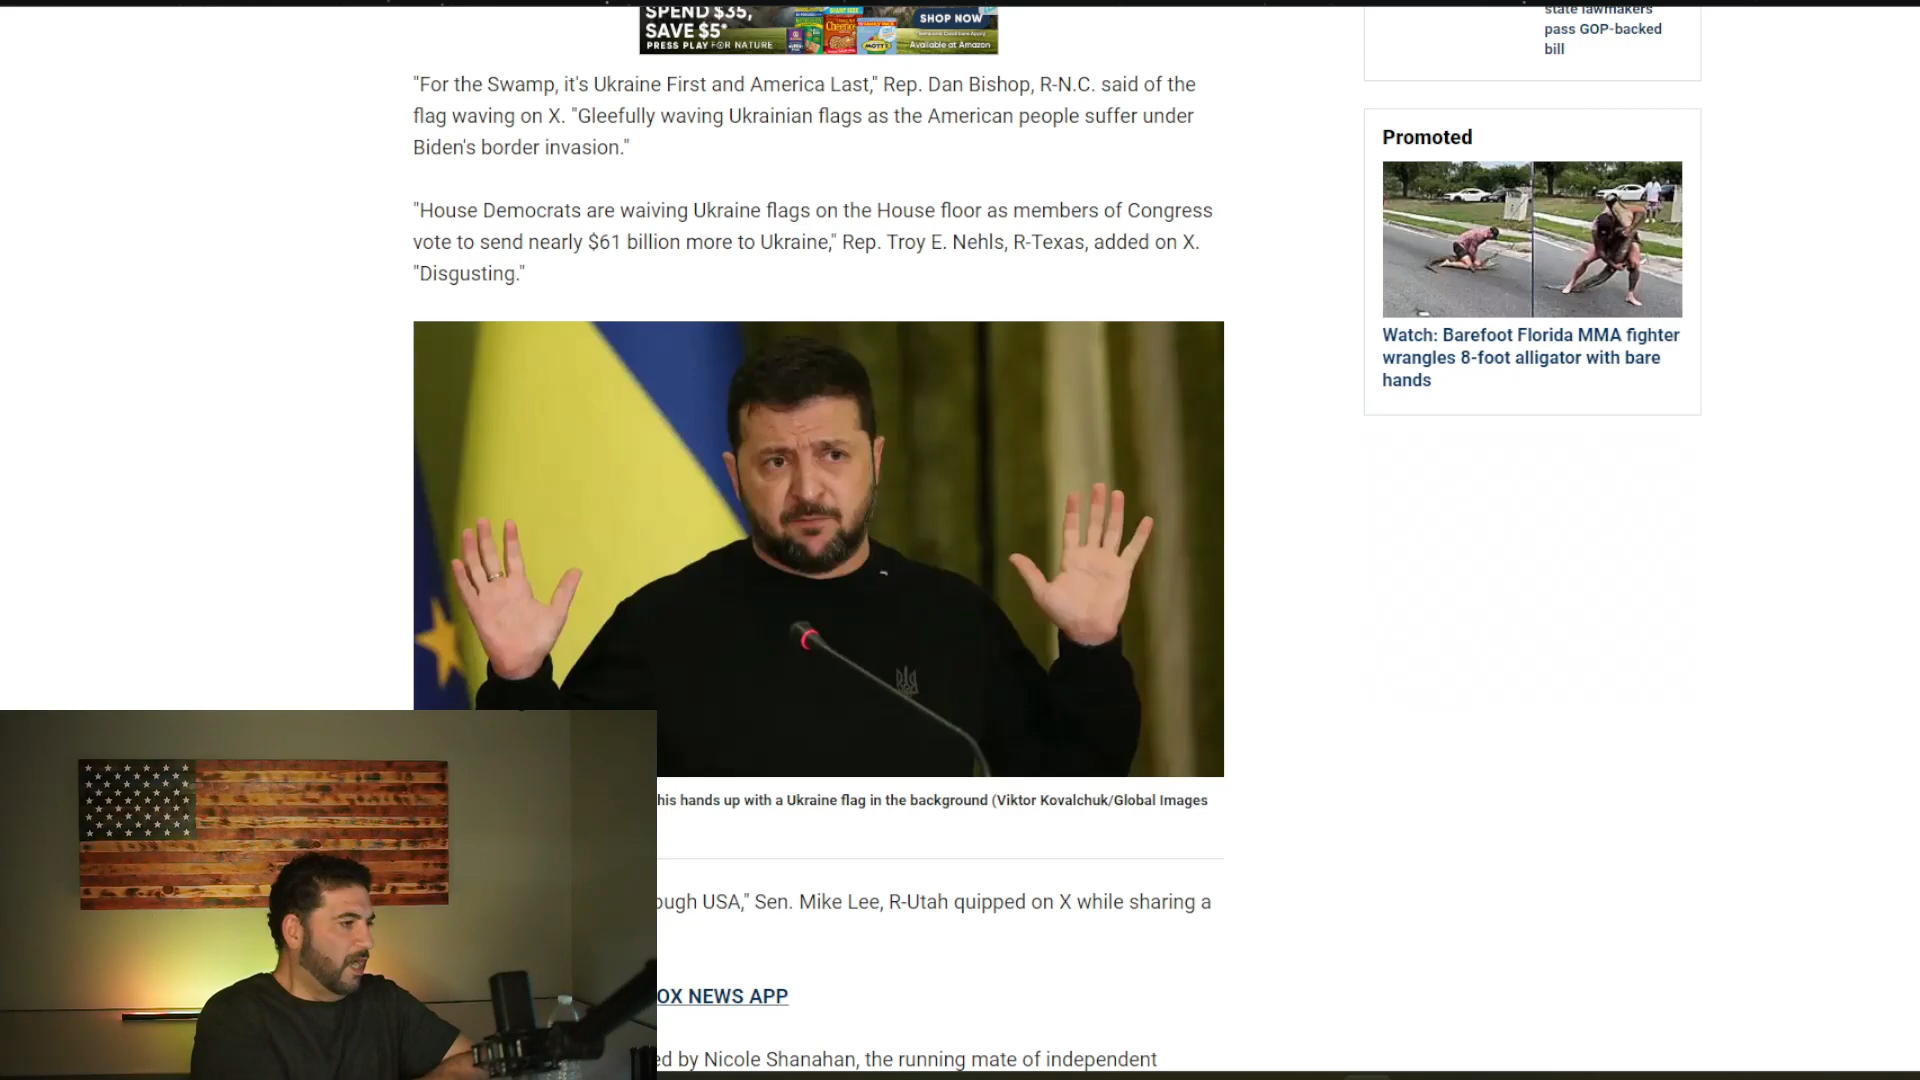 SPEND $35,
SAVE $5*
PRESS PLAY FOR NATURE
SHOP NOW
Available at Amazon
Cheerios
MOTT'S
"For the Swamp, it's Ukraine First and America Last," Rep. Dan Bishop, R-N.C. said of the
flag waving on X. "Gleefully waving Ukrainian flags as the American people suffer under
Biden's border invasion."
"House Democrats are waiving Ukraine flags on the House floor as members of Congress
vote to send nearly $61 billion more to Ukraine," Rep. Troy E. Nehls, R-Texas, added on X.
"Disgusting."
his hands up with a Ukraine flag in the background (Viktor Kovalchuk/Global Images
ough USA," Sen. Mike Lee, R-Utah quipped on X while sharing a
OX NEWS APP
ed by Nicole Shanahan, the running mate of independent
state lawmakers
pass GOP-backed
bill
Promoted
Watch: Barefoot Florida MMA fighter
wrangles 8-foot alligator with bare
hands